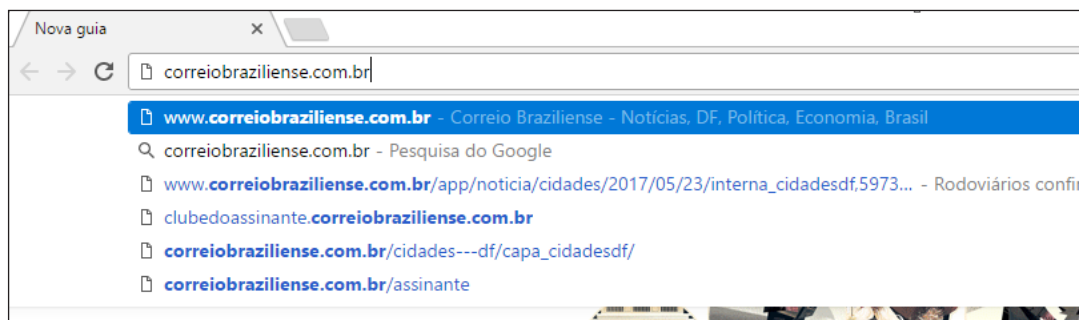 Nova guia
correiobraziliense.com.br
www.correiobraziliense.com.br - Correio Braziliense - Notícias, DF, Política, Economia, Brasil
correiobraziliense.com.br - Pesquisa do Google
www.correiobraziliense.com.br/app/noticia/cidades/2017/05/23/interna_cidadesdf,5973... - Rodoviários
clubedoassinante.correiobraziliense.com.br
correiobraziliense.com.br/cidades---df/capa_cidadesdf/
correiobraziliense.com.br/assinante